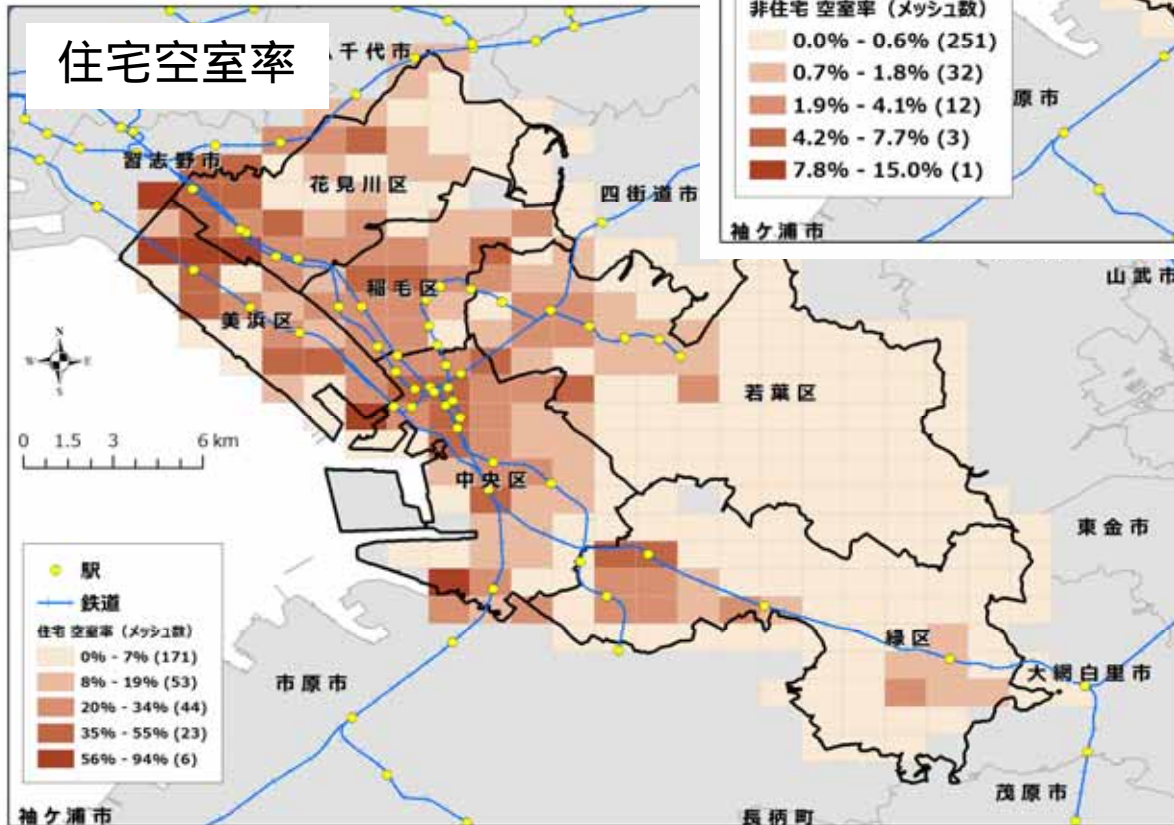 住宅空室率
非住宅 空室率（メッシュ数）
0.0% - 0.6% (251)
0.7% - 1.8% (32)
1.9% - 4.1% (12)
4.2% - 7.7% (3)
7.8% - 15.0% (1)
原市
袖ケ浦市
八千代市
習志野市
花見川区
四街道市
山武市
稲毛区
美浜区
若葉区
N
W
E
S
0 1.5 3 6 km
中央区
東金市
駅
鉄道
住宅 空室率（メッシュ数）
0% - 7% (171)
8% - 19% (53)
20% - 34% (44)
35% - 55% (23)
56% - 94% (6)
緑区
大網白里市
市原市
茂原市
袖ケ浦市
長柄町